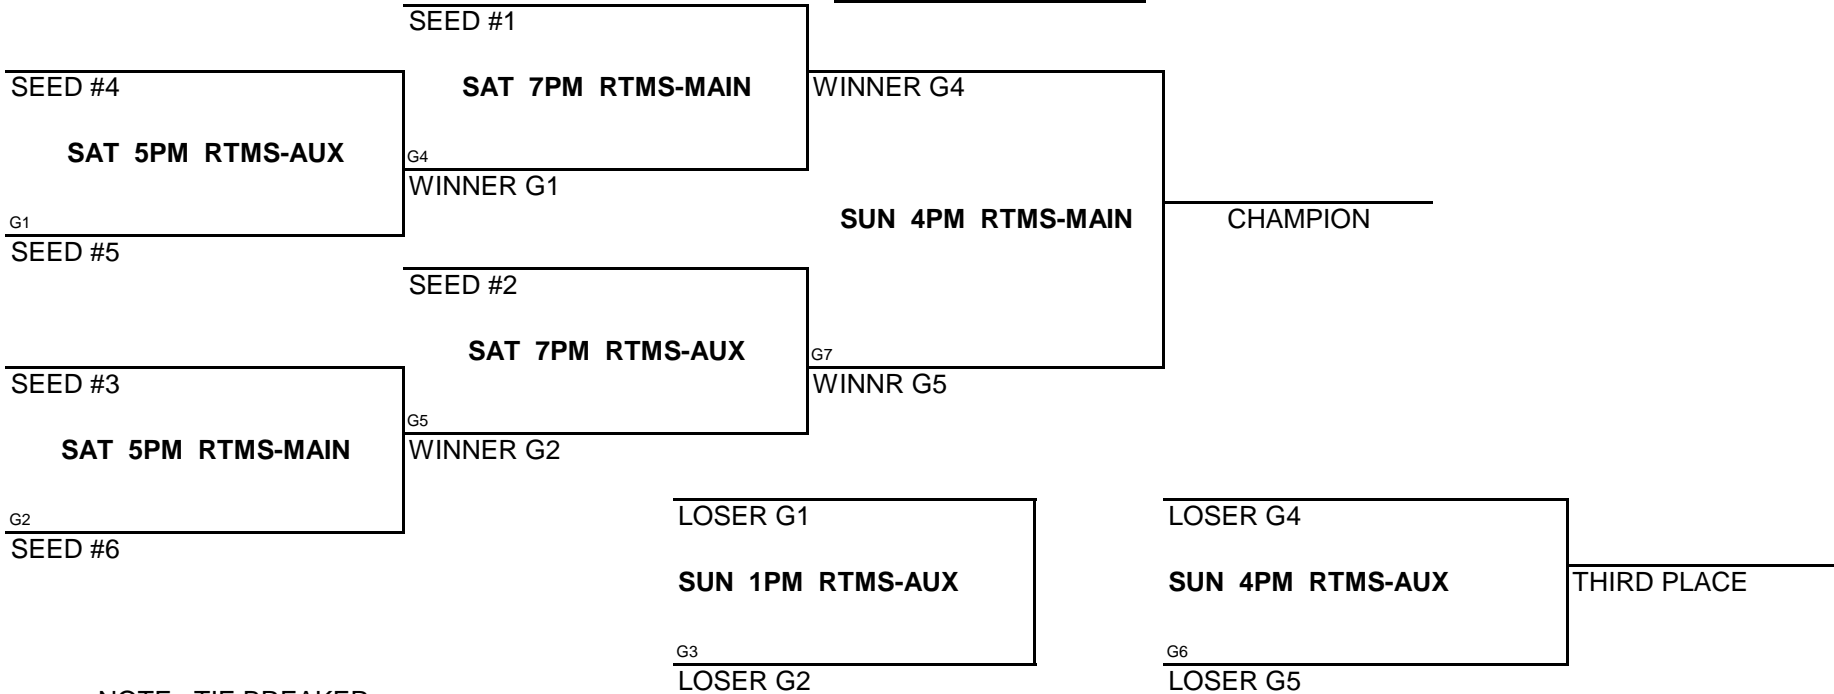 SEED #1
SEED #4
SAT 7PM RTMS-MAIN
WINNER G4
SAT 5PM RTMS-AUX
G4
WINNER G1
G1
SUN 4PM RTMS-MAIN
CHAMPION
SEED #5
SEED #2
SAT 7PM RTMS-AUX
G7
SEED #3
WINNR G5
G5
SAT 5PM RTMS-MAIN
WINNER G2
G2
LOSER G1
LOSER G4
SEED #6
SUN 1PM RTMS-AUX
SUN 4PM RTMS-AUX
THIRD PLACE
G3
G6
LOSER G2
LOSER G5